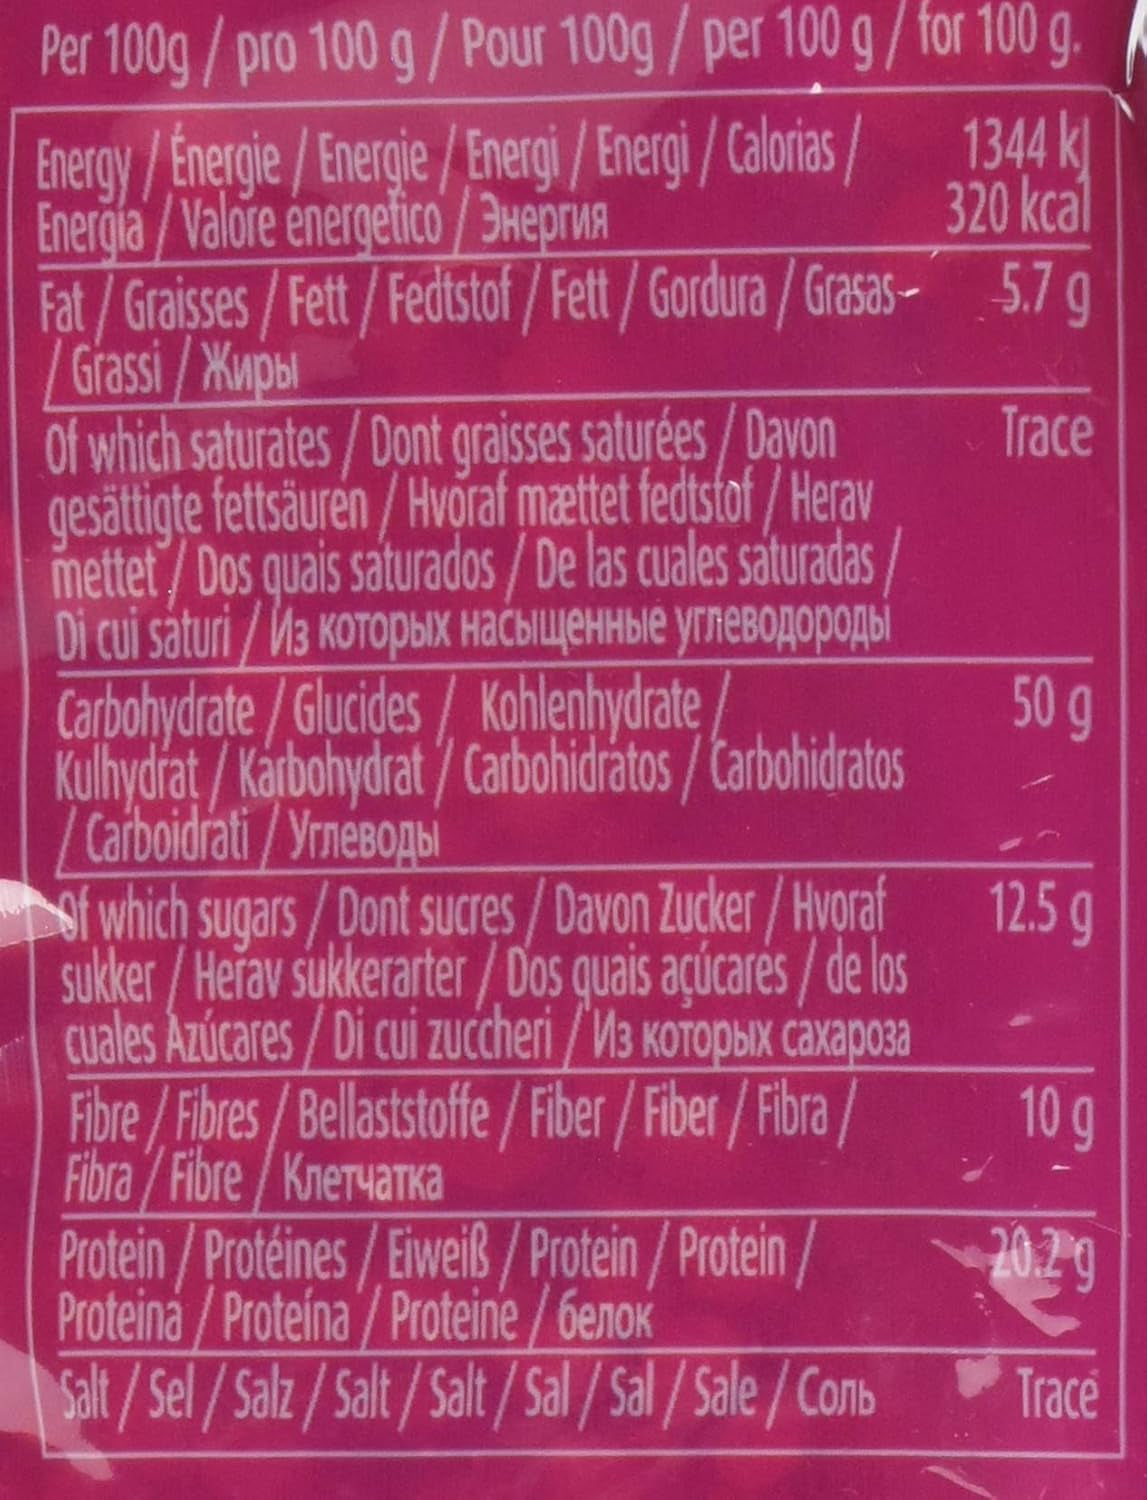 Per 100g / pro 100 g / Pour 100g / per 100 g / for 100 g.
Energy / Énergie / Energie / Energi / Energi / Calorias / 1344 kJ
Energía / Valore energetico / Энергия 320 kcal
Fat / Graisses / Fett / Fedtstof / Fett / Gordura / Grasas 5.7 g
/ Grassi / Жиры
Of which saturates / Dont graisses saturées / Davon Trace
gesättigte fettsäuren / Hvoraf mættet fedtstof / Herav
mettet / Dos quais saturados / De las cuales saturadas /
Di cui saturi / Из которых насыщенные углеводороды
Carbohydrate / Glucides / Kohlenhydrate / 50 g
Kulhydrat / Karbohydrat / Carbohidratos / Carbohidratos
/ Carboidrati / Углеводы
Of which sugars / Dont sucres / Davon Zucker / Hvoraf 12.5 g
sukker / Herav sukkerarter / Dos quais açúcares / de los
cuales Azúcares / Di cui zuccheri / Из которых сахароза
Fibre / Fibres / Bellaststoffe / Fiber / Fiber / Fibra / 10 g
Fibra / Fibre / Клетчатка
Protein / Protéines / Eiweiß / Protein / Protein / 20.2 g
Proteina / Proteína / Proteine / белок
Salt / Sel / Salz / Salt / Salt / Sal / Sal / Sale / Соль Trace